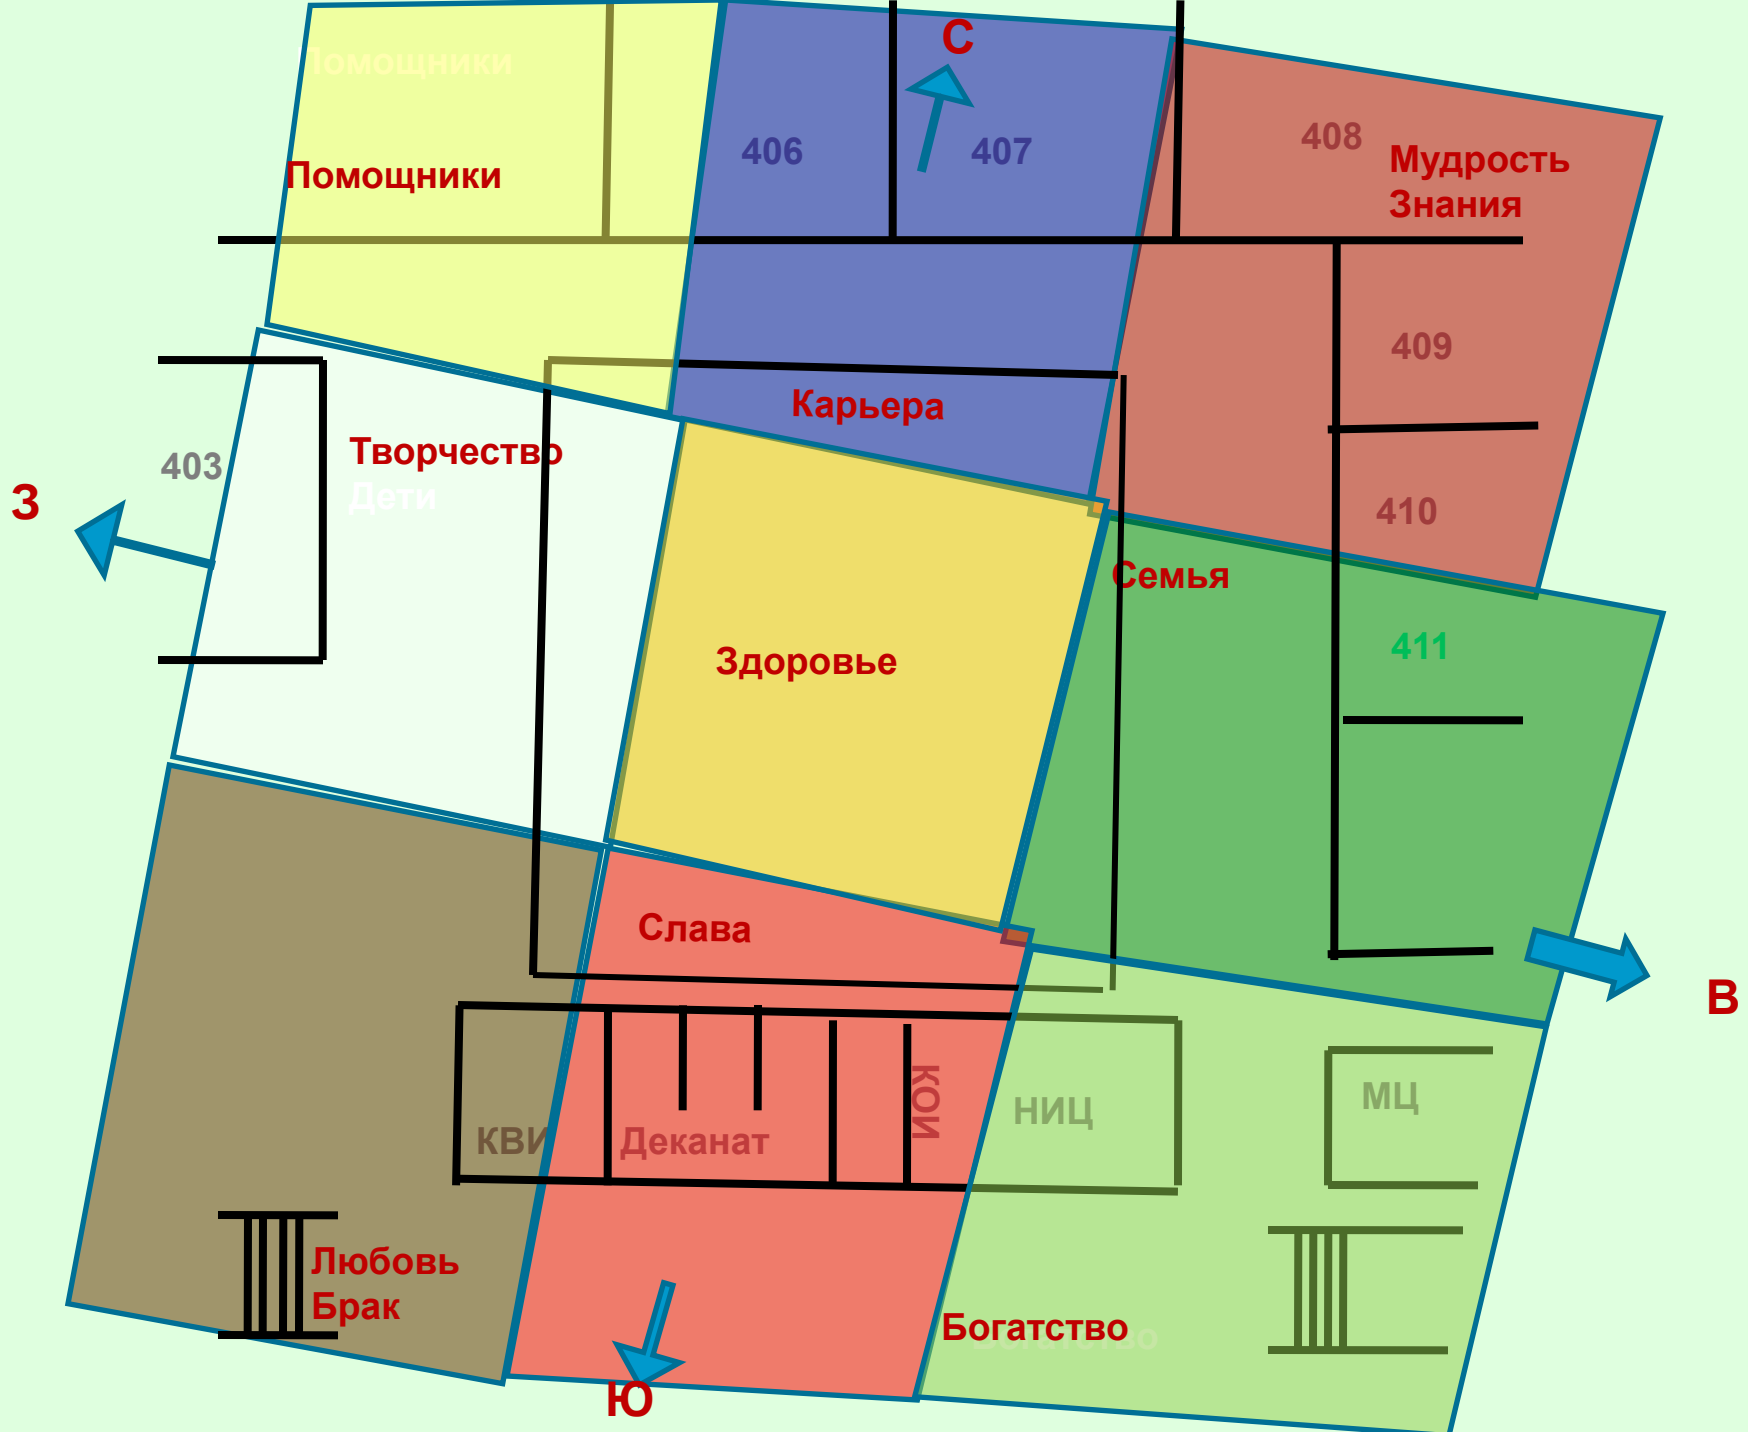 С
Помощники
Помощники
406
407
408
Мудрость
Знания
409
Карьера
403
Творчество
Дети
З
410
Семья
411
Здоровье
Слава
В
КОИ
НИЦ
МЦ
КВИ
Деканат
Любовь
Брак
Богатство
Богатство
Ю